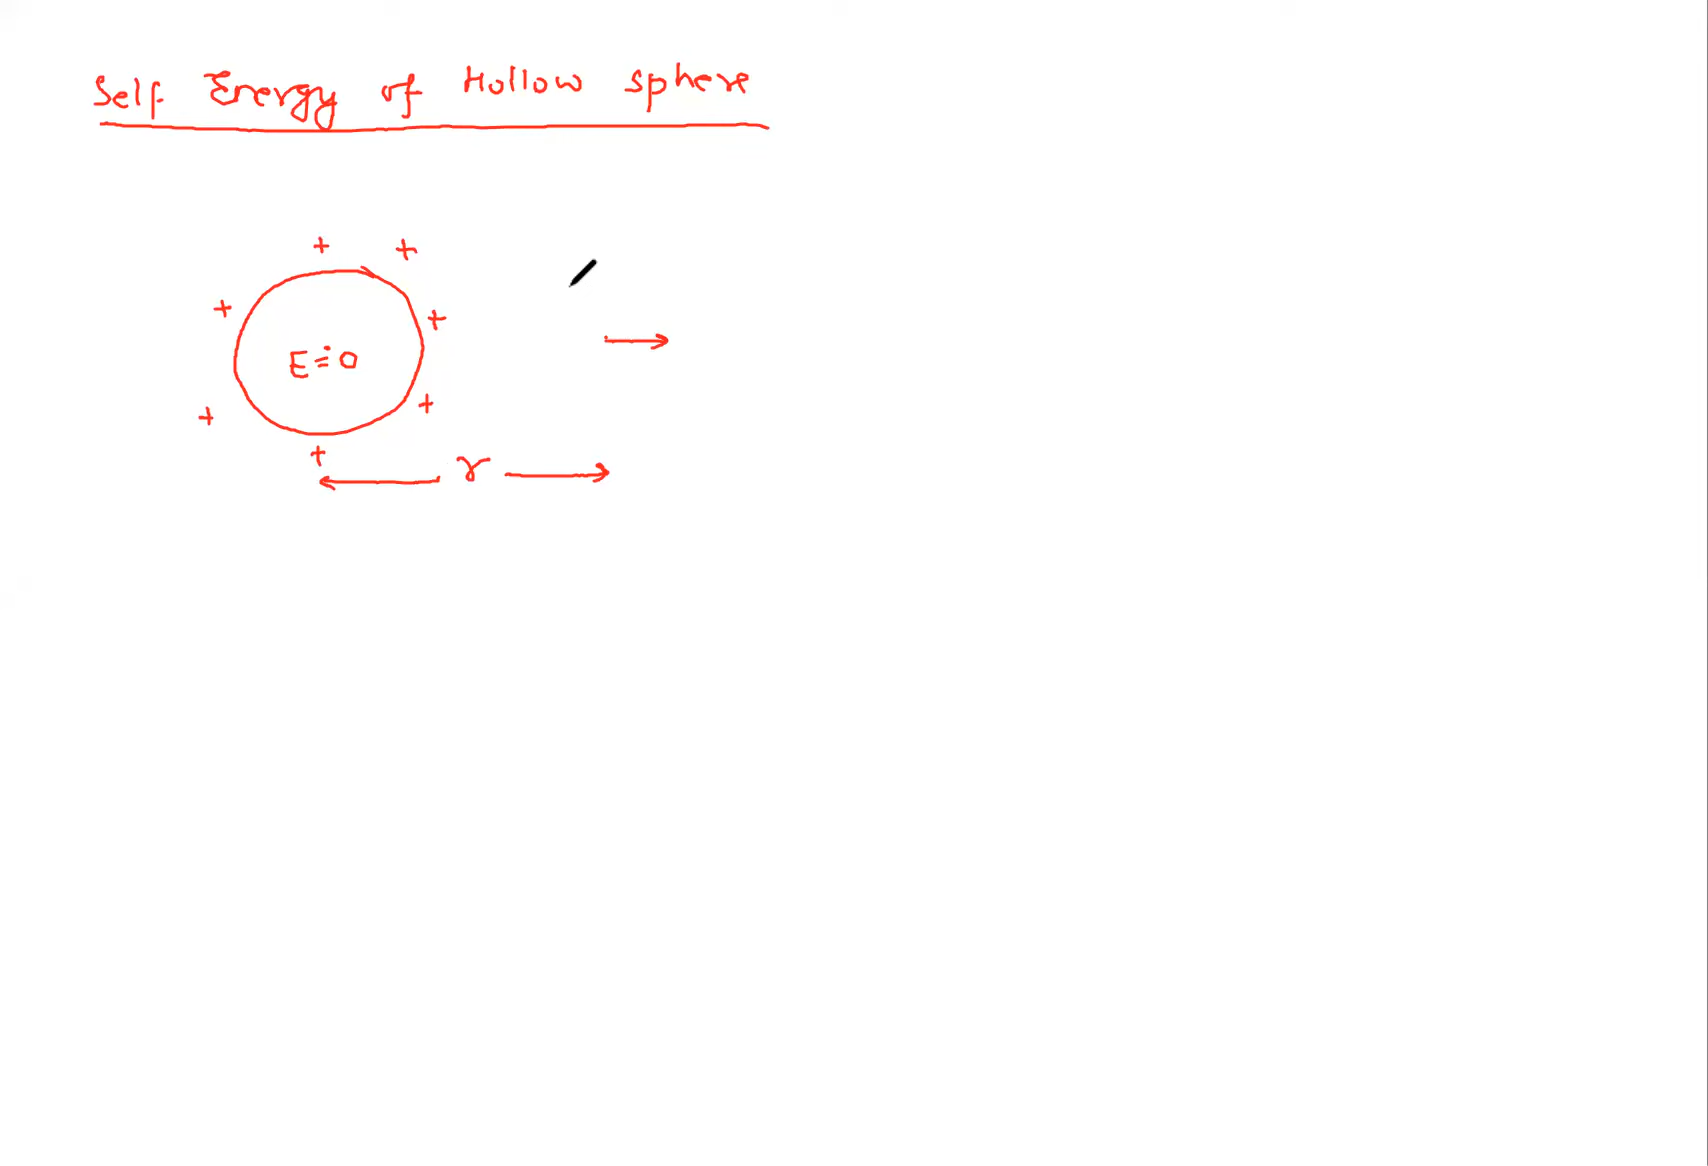 Self Energy of Hollow sphere
+ +
+ +
E = 0
+ +
+
r